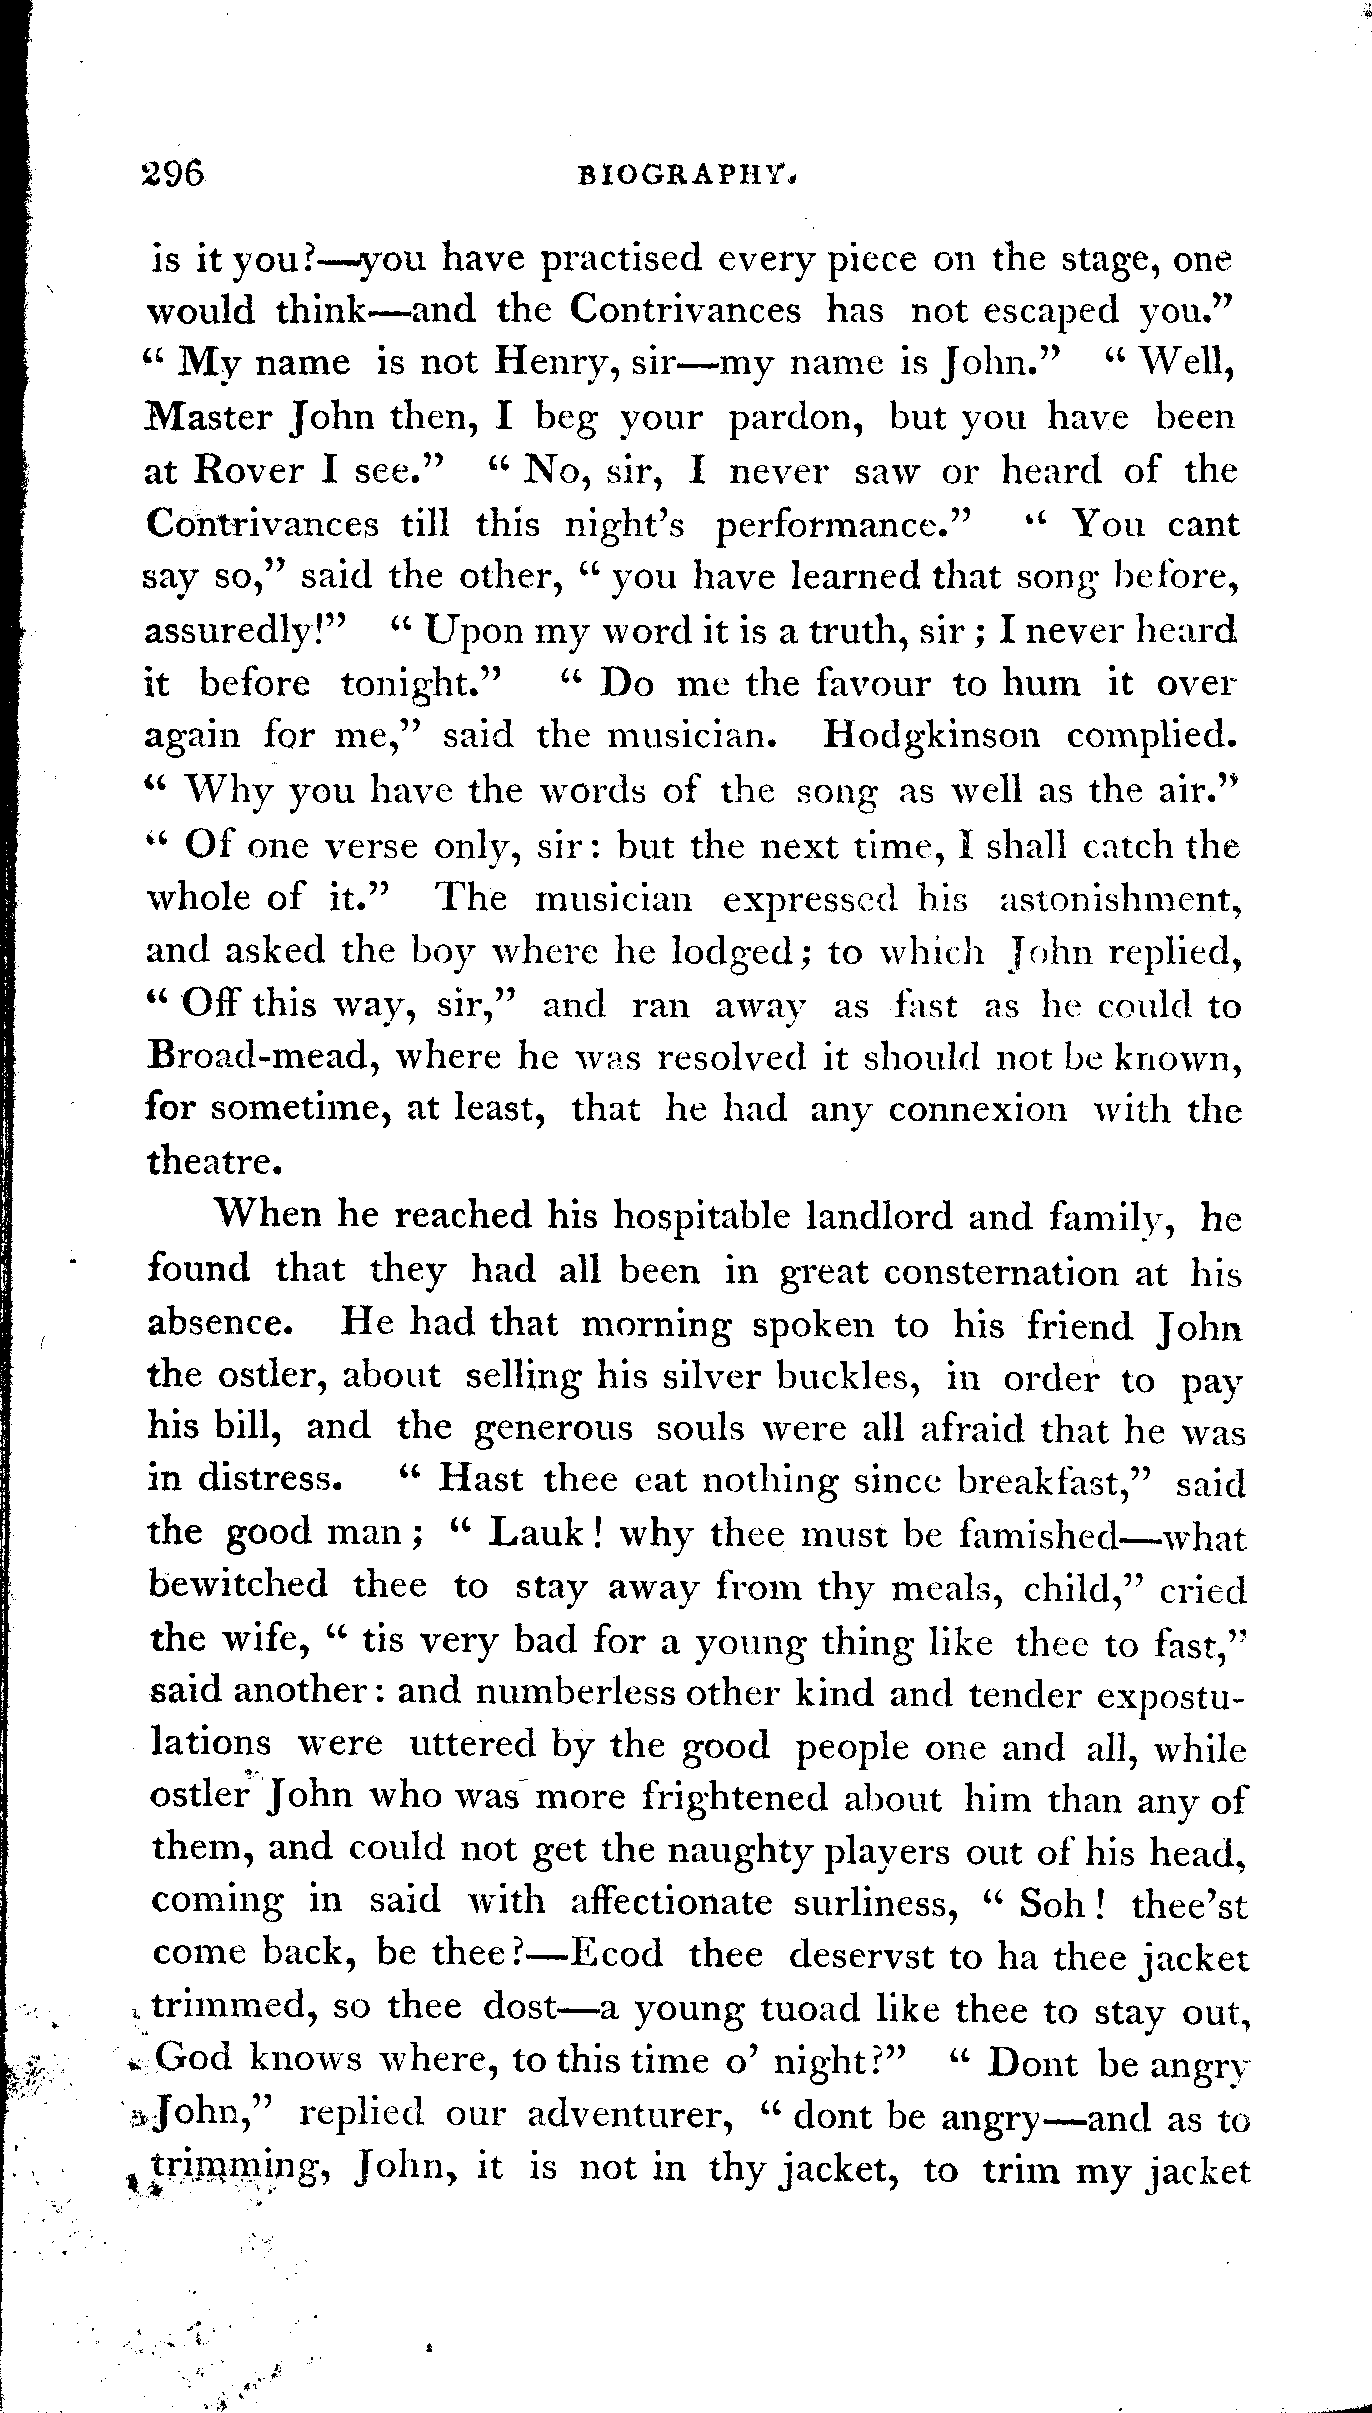 296 BIOGRAPHY.
is it you?—you have practised every piece on the stage, one
would think—and the Contrivances has not escaped you."
" My name is not Henry, sir—my name is John." " Well,
Master John then, I beg your pardon, but you have been
at Rover I see." " No, sir, I never saw or heard of the
Contrivances till this night's performance." " You cant
say so," said the other, " you have learned that song before,
assuredly!" " Upon my word it is a truth, sir ; I never heard
it before tonight." " Do me the favour to hum it over
again for me," said the musician. Hodgkinson complied.
" Why you have the words of the song as well as the air."
" Of one verse only, sir : but the next time, I shall catch the
whole of it." The musician expressed his astonishment,
and asked the boy where he lodged ; to which John replied,
" Off this way, sir," and ran away as fast as he could to
Broad-mead, where he was resolved it should not be known,
for sometime, at least, that he had any connexion with the
theatre.
When he reached his hospitable landlord and family, he
found that they had all been in great consternation at his
absence. He had that morning spoken to his friend John
the ostler, about selling his silver buckles, in order to pay
his bill, and the generous souls were all afraid that he was
in distress. " Hast thee eat nothing since breakfast," said
the good man ; " Lauk ! why thee must be famished—what
bewitched thee to stay away from thy meals, child," cried
the wife, " tis very bad for a young thing like thee to fast,"
said another : and numberless other kind and tender expostu-
lations were uttered by the good people one and all, while
ostler John who was more frightened about him than any of
them, and could not get the naughty players out of his head,
coming in said with affectionate surliness, " Soh ! thee'st
come back, be thee ?—Ecod thee deservst to ha thee jacket
trimmed, so thee dost—a young tuoad like thee to stay out,
God knows where, to this time o' night?" " Dont be angry
John," replied our adventurer, " dont be angry—and as to
trimming, John, it is not in thy jacket, to trim my jacket